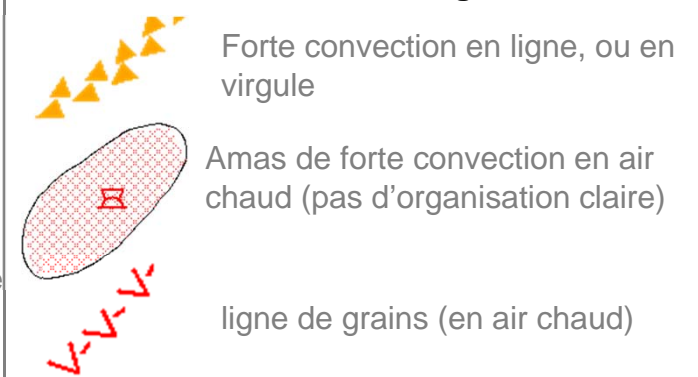 Forte convection en ligne, ou en
virgule
Amas de forte convection en air
chaud (pas d'organisation claire)
ligne de grains (en air chaud)